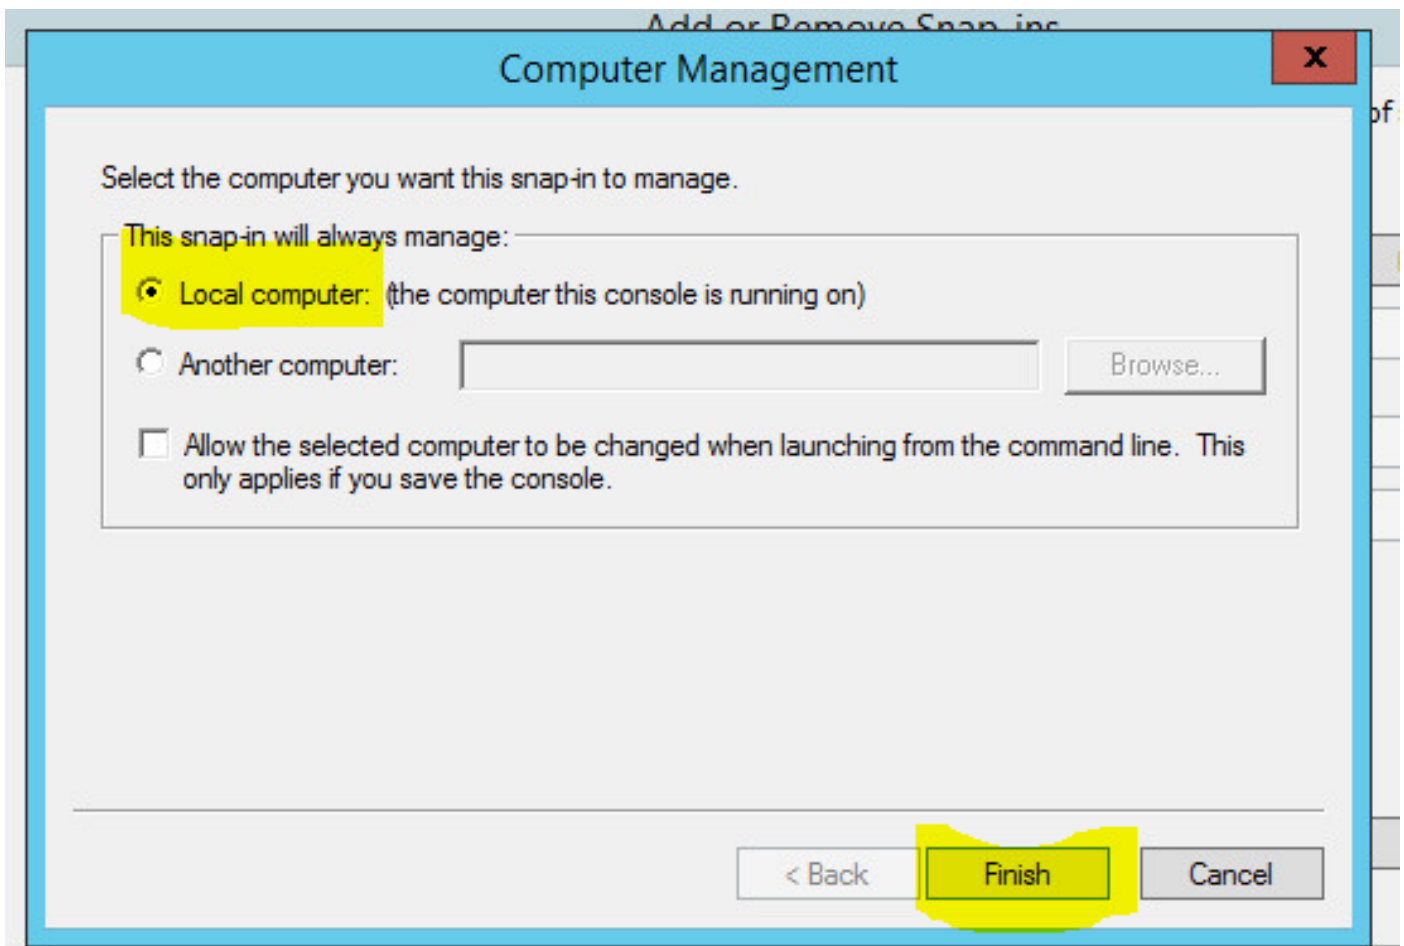 Add or Remove Snap-ins
Computer Management
x
of
Select the computer you want this snap-in to manage.
This snap-in will always manage:
Local computer: (the computer this console is running on)
Another computer:
Browse...
Allow the selected computer to be changed when launching from the command line. This
only applies if you save the console.
< Back
Finish
Cancel